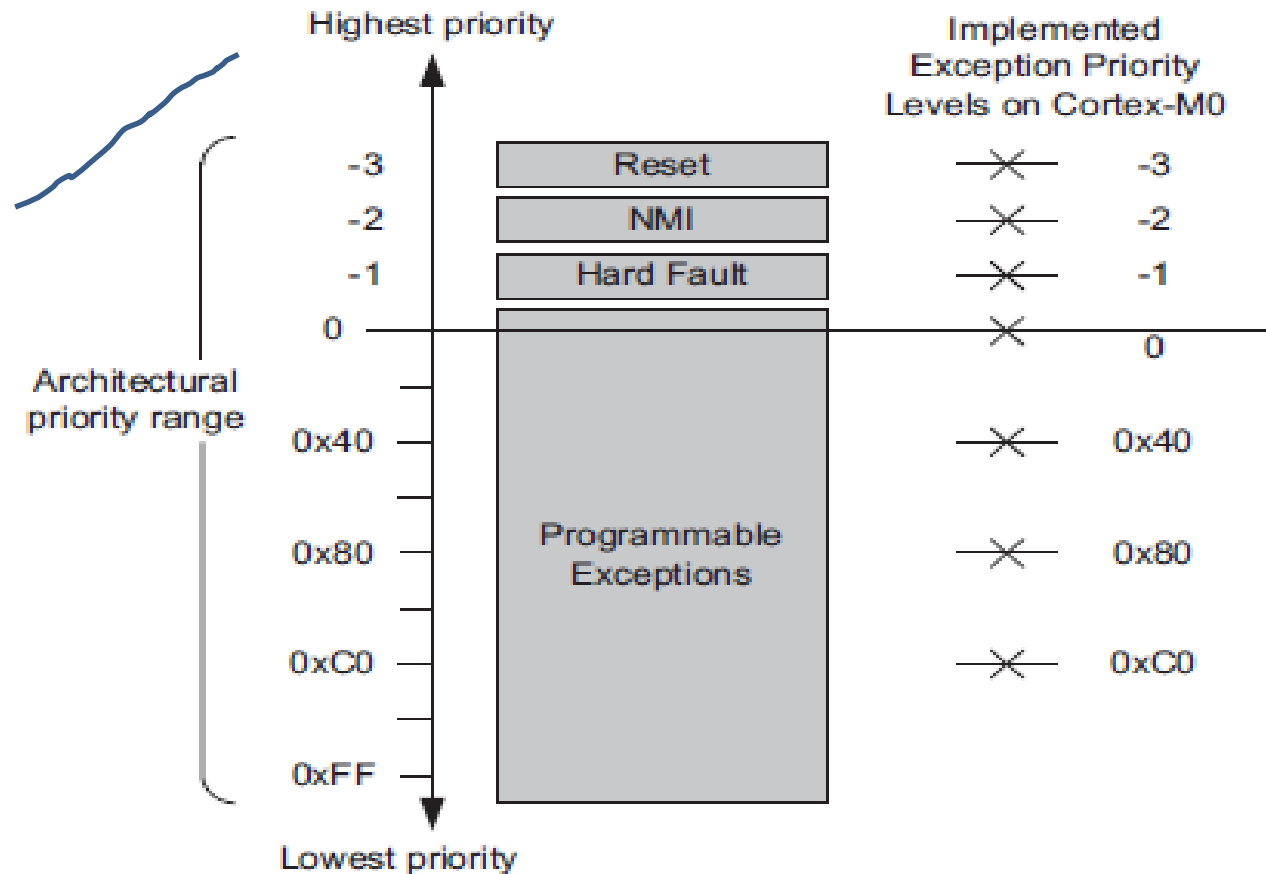 Highest priority
Implemented
Exception Priority
Levels on Cortex-M0
-3
Reset
-3
-2
NMI
-2
-1
Hard Fault
-1
0
0
Architectural
priority range
0x40
0x40
Programmable
Exceptions
0x80
0x80
0xC0
0xC0
0xFF
Lowest priority